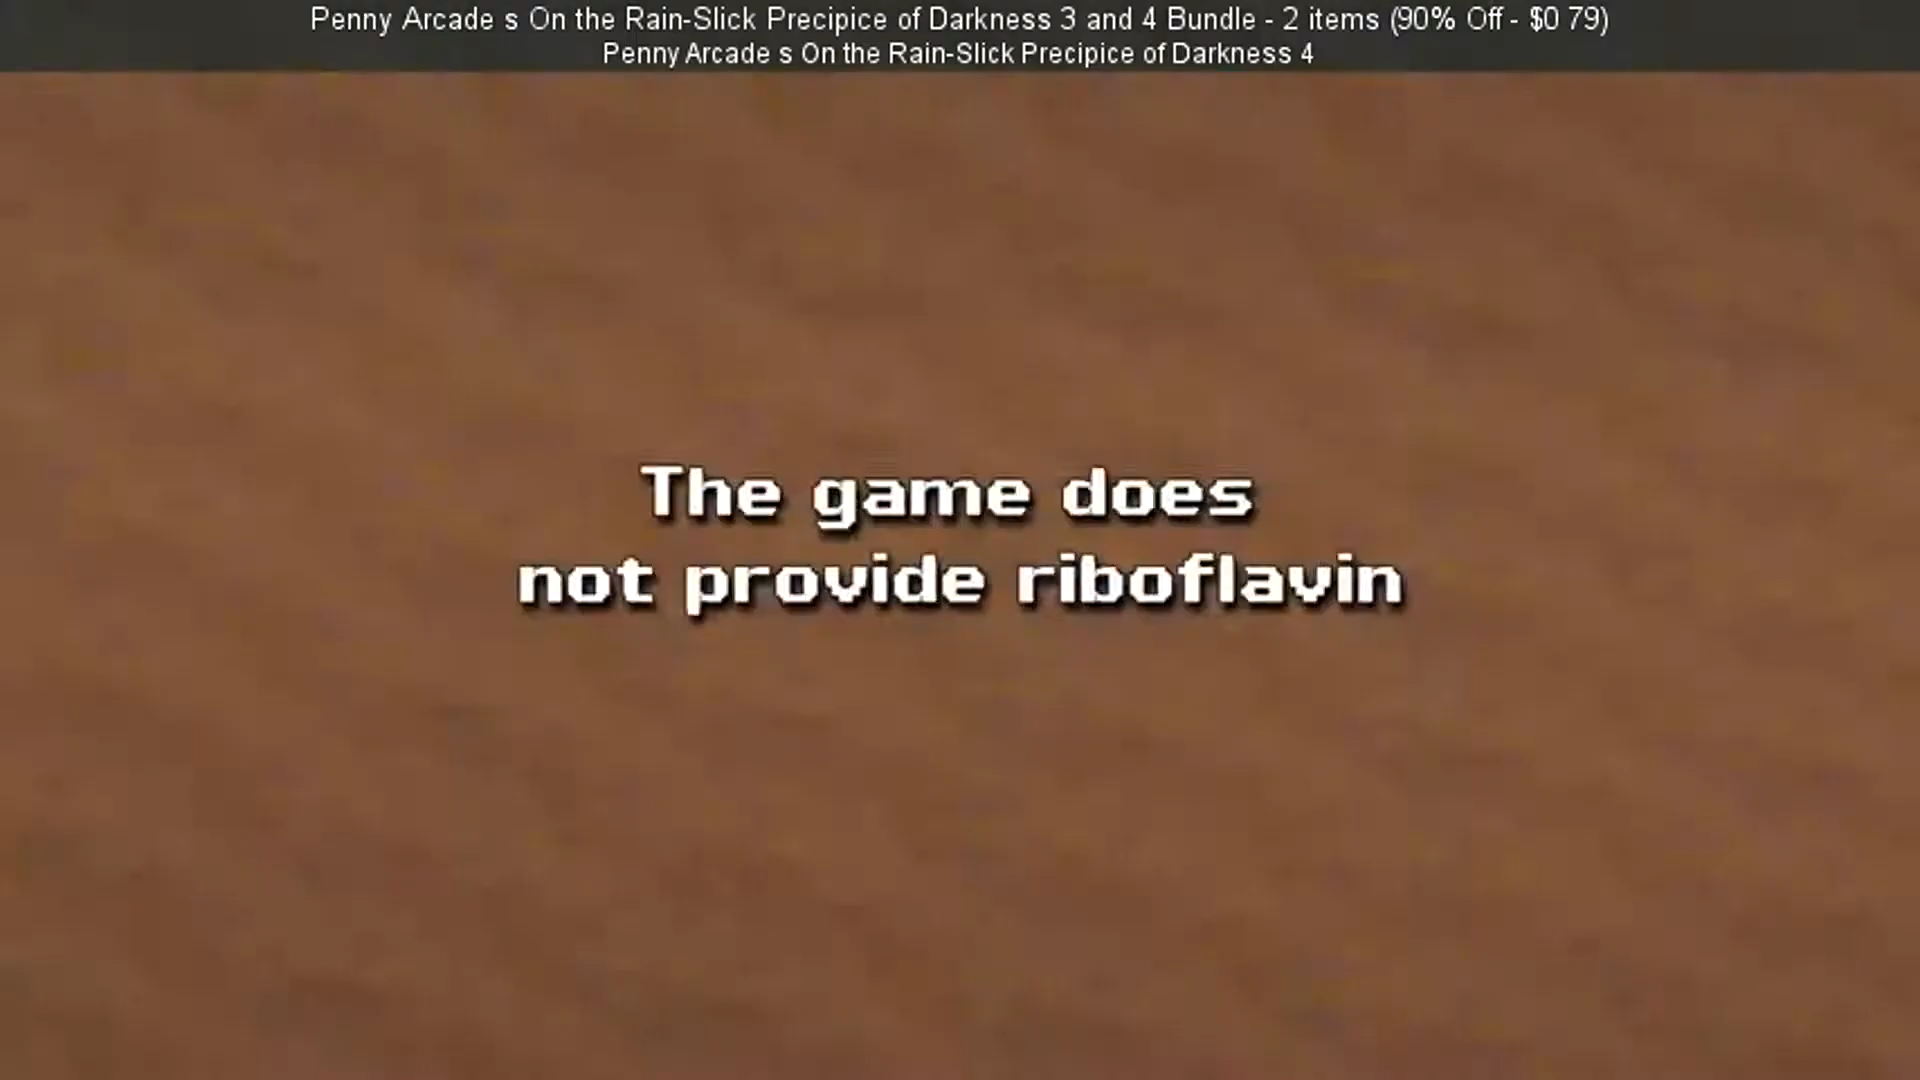 Penny Arcade s On the Rain-Slick Precipice of Darkness 3 and 4 Bundle - 2 items (90% Off - $0 79)
Penny Arcade s On the Rain-Slick Precipice of Darkness 4
The game does
not provide riboflavin